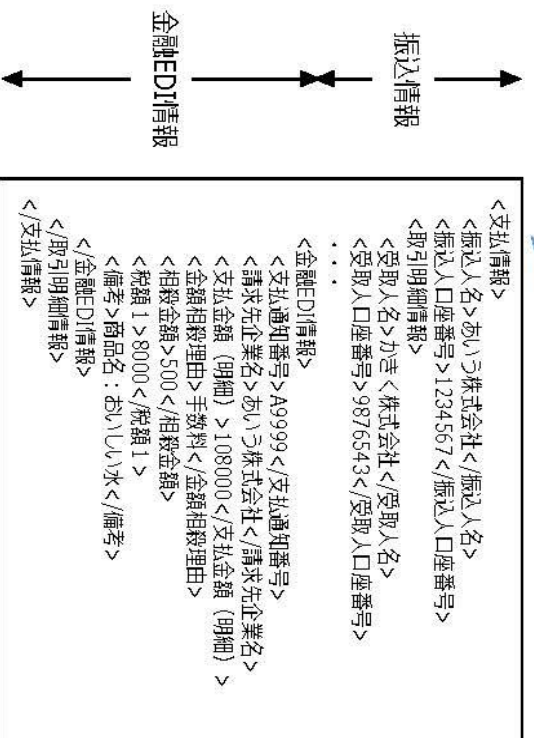 振込情報
金融EDI情報
<支払情報>
<振込人名>あいう株式会社</振込人名>
<振込人口座番号>1234567</振込人口座番号>
<取引明細情報>
<受取人名>かきく株式会社</受取人名>
<受取人口座番号>9876543</受取人口座番号>
・・・
<金融EDI情報>
<支払通知番号>A9999</支払通知番号>
<請求先企業名>あいう株式会社</請求先企業名>
<支払金額（明細）>108000</支払金額（明細）>
<金額相殺理由>手数料</金額相殺理由>
<相殺金額>500</相殺金額>
<税額1>8000</税額1>
<備考>商品名：おいしい水</備考>
</金融EDI情報>
</取引明細情報>
</支払情報>